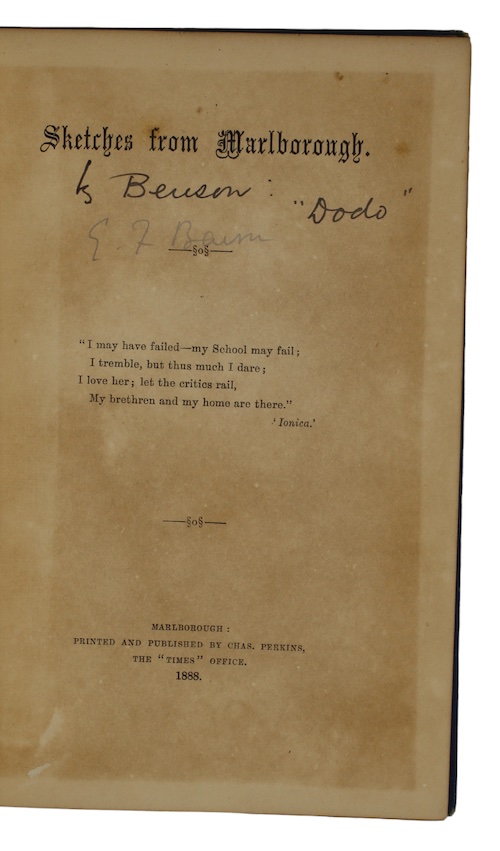 Sketches from Marlborough.
by Benson: "Dodo"
E. F. Benson
§o§
"I may have failed—my School may fail;
I tremble, but thus much I dare;
I love her; let the critics rail,
My brethren and my home are there."
'Ionica.'
§o§
MARLBOROUGH:
PRINTED AND PUBLISHED BY CHAS. PERKINS,
THE "TIMES" OFFICE.
1888.